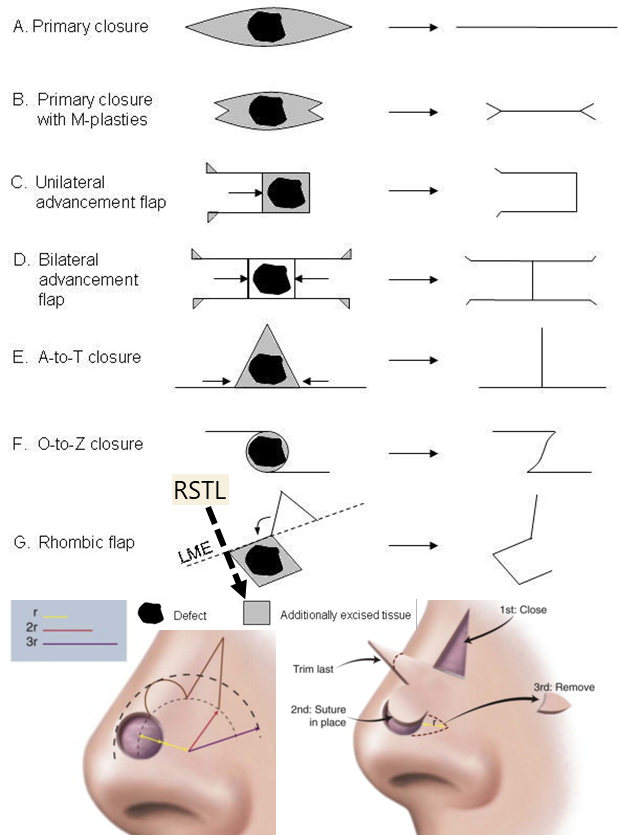 A. Primary closure
B. Primary closure
with M-plasties
C. Unilateral
advancement flap
D. Bilateral
advancement
flap
E. A-to-T closure
F. O-to-Z closure
RSTL
G. Rhombic flap
LME
r
2r
3r
Defect
Additionally excised tissue
1st: Close
Trim last
3rd: Remove
2nd: Suture
in place